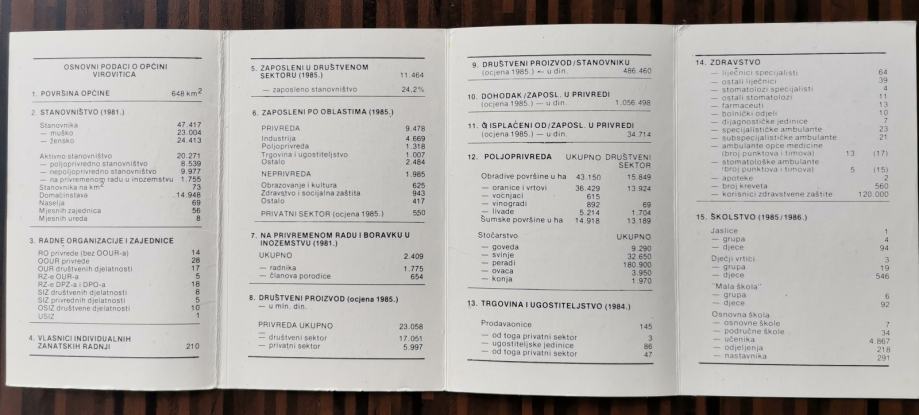 OSNOVNI PODACI O OPĆINI
VIROVITICA
1. POVRŠINA OPĆINE 648 km2
2. STANOVNIŠTVO (1981.)
Stanovnika 47.417
— muško 23.004
— žensko 24.413
Aktivno stanovništvo 20.271
— poljoprivredno stanovništvo 8.539
— nepoljoprivredno stanovništvo 9.977
— na privremenom radu u inozemstvu 1.755
Stanovnika na km2 73
Domaćinstava 14.948
Naselja 69
Mjesnih zajednica 56
Mjesnih ureda 8
3. RADNE ORGANIZACIJE I ZAJEDNICE
RO privrede (bez OOUR-a) 14
OOUR privrede 28
OUR društvenih djelatnosti 17
RZ-e OUR-a 5
RZ-e DPZ-a i DPO-a 18
SIZ društvenih djelatnosti 8
SIZ privrednih djelatnosti 5
OSIZ društvene djelatnosti 10
USIZ 1
4. VLASNICI INDIVIDUALNIH
ZANATSKIH RADNJI 210
5. ZAPOSLENI U DRUŠTVENOM
SEKTORU (1985.) 11.464
— zaposleno stanovništvo 24,2%
6. ZAPOSLENI PO OBLASTIMA (1985.)
PRIVREDA 9.478
Industrija 4.669
Poljoprivreda 1.318
Trgovina i ugostiteljstvo 1.007
Ostalo 2.484
NEPRIVREDA 1.985
Obrazovanje i kultura 625
Zdravstvo i socijalna zaštita 943
Ostalo 417
PRIVATNI SEKTOR (ocjena 1985.) 550
7. NA PRIVREMENOM RADU I BORAVKU U
INOZEMSTVU (1981.)
UKUPNO 2.409
— radnika 1.775
— članova porodice 654
8. DRUŠTVENI PROIZVOD (ocjena 1985.)
— u mln. din.
PRIVREDA UKUPNO 23.058
— društveni sektor 17.051
— privatni sektor 5.997
9. DRUŠTVENI PROIZVOD/STANOVNIKU
(ocjena 1985.) — u din. 486.460
10. DOHODAK/ZAPOSL. U PRIVREDI
(ocjena 1985.) — u din. 1.056 498
11. Q ISPLAĆENI OD/ZAPOSL. U PRIVREDI
(ocjena 1985.) — u din. 34.714
12. POLJOPRIVREDA UKUPNO DRUŠTVENI
SEKTOR
Obradive površine u ha 43.150 15.849
— oranice i vrtovi 36.429 13.924
— voćnjaci 615
— vinogradi 892 69
— livade 5.214 1.704
Šumske površine u ha 14.918 13.189
Stočarstvo UKUPNO
— goveda 9.290
— svinje 32.650
— peradi 180.900
— ovaca 3.950
— konja 1.970
13. TRGOVINA I UGOSTITELJSTVO (1984.)
Prodavaonice 145
— od toga privatni sektor 3
— ugostiteljske jedinice 86
— od toga privatni sektor 47
14. ZDRAVSTVO
— liječnici specijalisti 64
— ostali liječnici 39
— stomatolozi specijalisti 4
— ostali stomatolozi 11
— farmaceuti 13
— bolnički odjeli 10
— dijagnostičke jedinice 7
— specijalističke ambulante 23
— subspecijalističke ambulante 21
— ambulante opće medicine
(broj punktova i timova) 13 (17)
— stomatološke ambulante
(broj punktova i timova) 5 (15)
— apoteke 2
— broj kreveta 560
— korisnici zdravstvene zaštite 120.000
15. ŠKOLSTVO (1985/1986.)
Jaslice 1
— grupa 4
— djece 94
Dječji vrtići 3
— grupa 19
— djece 546
"Mala škola"
— grupa 6
— djece 92
Osnovna škola
— osnovne škole 7
— područne škole 34
— učenika 4.867
— odjeljenja 218
— nastavnika 291